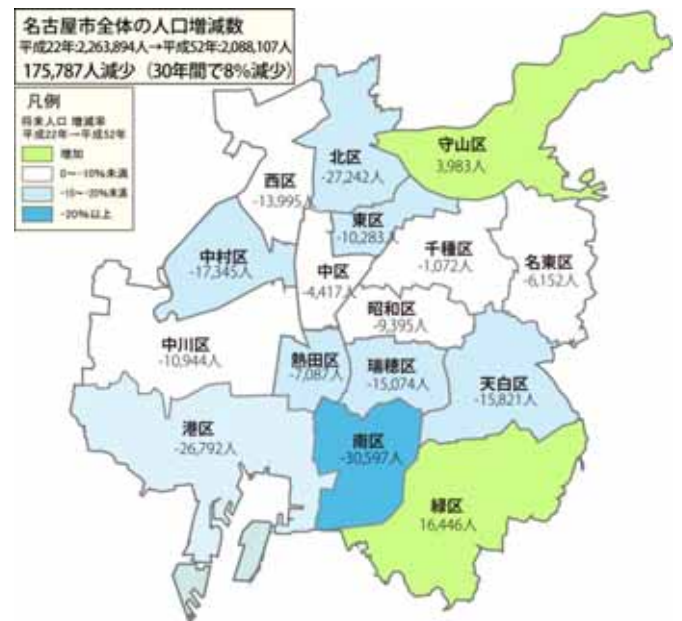 名古屋市全体の人口増減数
平成22年:2,263,894人→平成52年:2,088,107人
175,787人減少（30年間で8%減少）
凡例
将来人口 増減率
平成22年→平成52年
増加
0～-10%未満
-10～-20%未満
-20%以上
守山区
3,983人
北区
-27,242人
西区
-13,995人
東区
-10,283人
千種区
-1,072人
名東区
-6,152人
中村区
-17,345人
中区
-4,417人
昭和区
-9,395人
中川区
-10,944人
熱田区
-7,087人
瑞穂区
-15,074人
天白区
-15,821人
港区
-26,792人
南区
-30,597人
緑区
16,446人